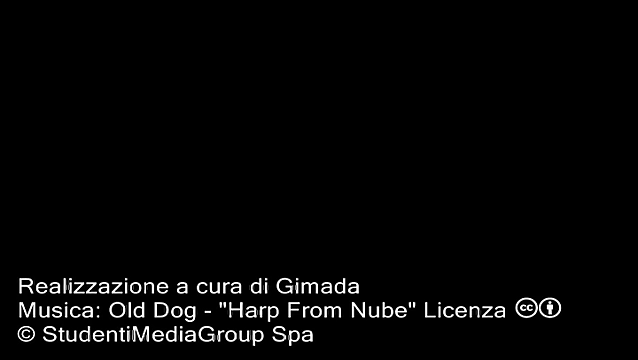 Realizzazione a cura di Gimada
Musica: Old Dog - "Harp From Nube" Licenza
© StudentiMediaGroup Spa